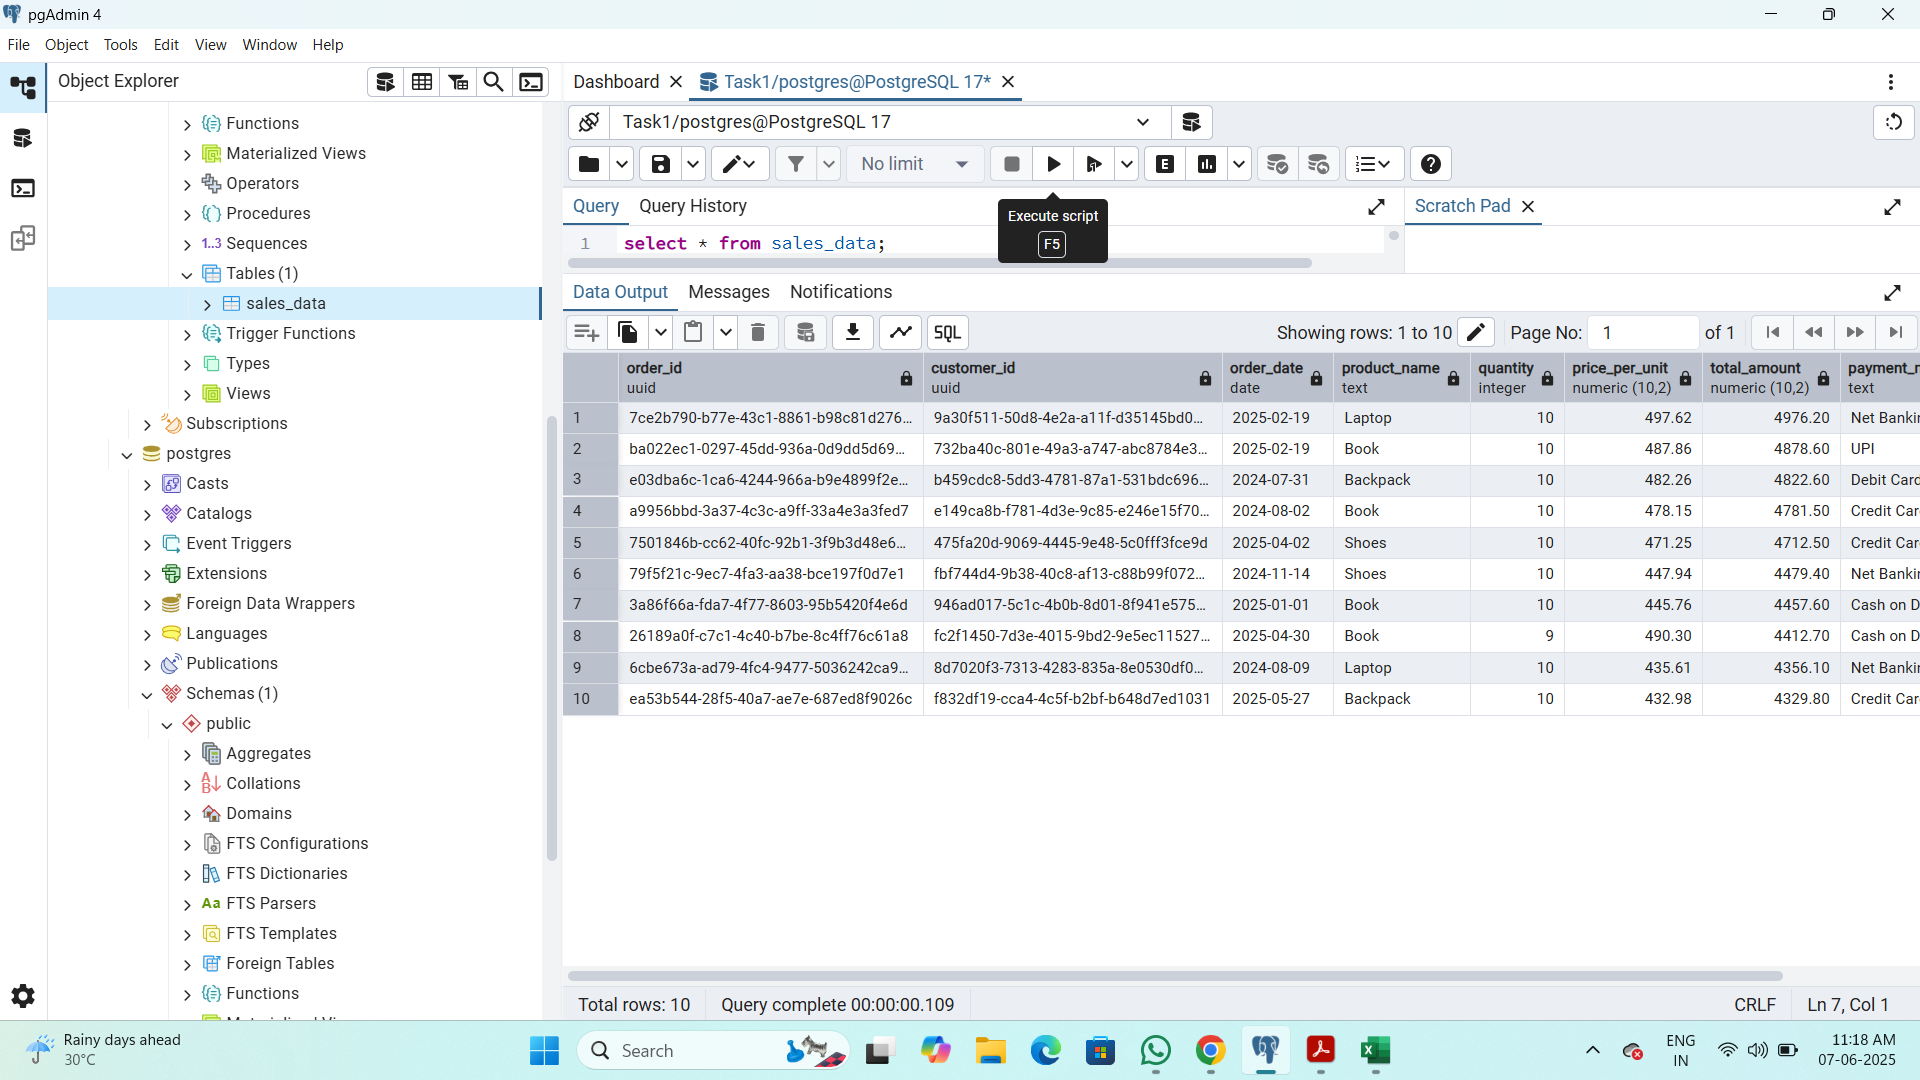 pgAdmin 4
File Object Tools Edit View Window Help
Object Explorer
Functions
Materialized Views
Operators
Procedures
1..3 Sequences
Tables (1)
sales_data
Trigger Functions
Types
Views
Subscriptions
postgres
Casts
Catalogs
Event Triggers
Extensions
Foreign Data Wrappers
Languages
Publications
Schemas (1)
public
Aggregates
Collations
Domains
FTS Configurations
FTS Dictionaries
Aa FTS Parsers
FTS Templates
Foreign Tables
Functions
Dashboard Task1/postgres@PostgreSQL 17*
Task1/postgres@PostgreSQL 17
No limit
E
Query Query History
Execute script
F5
Scratch Pad
1 select * from sales_data;
Data Output Messages Notifications
SQL
Showing rows: 1 to 10 Page No: 1 of 1
order_id customer_id order_date product_name quantity price_per_unit total_amount
uuid uuid date text integer numeric (10,2) numeric (10,2) text
1 7ce2b790-b77e-43c1-8861-b98c81d276... 9a30f511-50d8-4e2a-a11f-d35145bd0... 2025-02-19 Laptop 10 497.62 4976.20 Net Banki
2 ba022ec1-0297-45dd-936a-0d9dd5d69... 732ba40c-801e-49a3-a747-abc8784e3... 2025-02-19 Book 10 487.86 4878.60 UPI
3 e03dba6c-1ca6-4244-966a-b9e4899f2e... b459cdc8-5dd3-4781-87a1-531bdc696... 2024-07-31 Backpack 10 482.26 4822.60 Debit Card
4 a9956bbd-3a37-4c3c-a9ff-33a4e3a3fed7 e149ca8b-f781-4d3e-9c85-e246e15f70... 2024-08-02 Book 10 478.15 4781.50 Credit Car
5 7501846b-cc62-40fc-92b1-3f9b3d48e6... 475fa20d-9069-4445-9e48-5c0fff3fce9d 2025-04-02 Shoes 10 471.25 4712.50 Credit Car
6 79f5f21c-9ec7-4fa3-aa38-bce197f0d7e1 fbf744d4-9b38-40c8-af13-c88b99f072... 2024-11-14 Shoes 10 447.94 4479.40 Net Banki
7 3a86f66a-fda7-4f77-8603-95b5420f4e6d 946ad017-5c1c-4b0b-8d01-8f941e575... 2025-01-01 Book 10 445.76 4457.60 Cash on D
8 26189a0f-c7c1-4c40-b7be-8c4ff76c61a8 fc2f1450-7d3e-4015-9bd2-9e5ec11527... 2025-04-30 Book 9 490.30 4412.70 Cash on D
9 6cbe673a-ad79-4fc4-9477-5036242ca9... 8d7020f3-7313-4283-835a-8e0530df0... 2024-08-09 Laptop 10 435.61 4356.10 Net Banki
10 ea53b544-28f5-40a7-ae7e-687ed8f9026c f832df19-cca4-4c5f-b2bf-b648d7ed1031 2025-05-27 Backpack 10 432.98 4329.80 Credit Car
Total rows: 10 Query complete 00:00:00.109 CRLF Ln 7, Col 1
Rainy days ahead
30°C
Search
ENG
IN
11:18 AM
07-06-2025